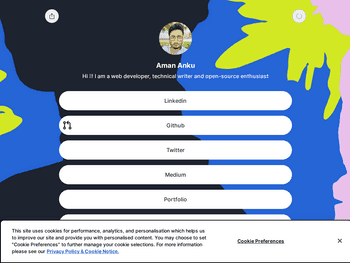 Aman Anku
Hi !! I am a web developer, technical writer and open-source enthusiast
Linkedin
Github
Twitter
Medium
Portfolio
This site uses cookies for performance, analytics, and personalisation which helps us
to improve our site and provide you with personalised content. You may choose to set
"Cookie Preferences" to further manage your cookie selections. For more information
please see our Privacy Policy & Cookie Notice.
Cookie Preferences